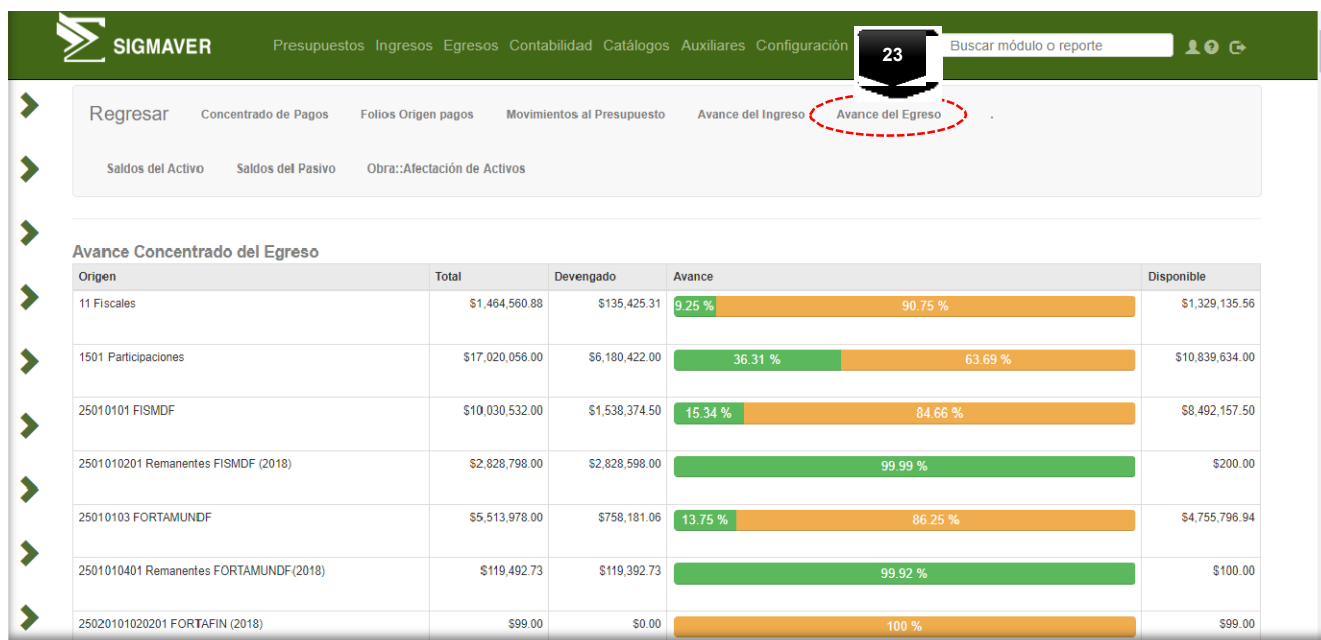 SIGMAVER Presupuestos Ingresos Egresos Contabilidad Catálogos Auxiliares Configuración 23 Buscar módulo o reporte
Regresar Concentrado de Pagos Folios Origen pagos Movimientos al Presupuesto Avance del Ingreso Avance del Egreso .
Saldos del Activo Saldos del Pasivo Obra::Afectación de Activos
Avance Concentrado del Egreso
Origen Total Devengado Avance Disponible
11 Fiscales $1,464,560.88 $135,425.31 9.25 % 90.75 % $1,329,135.56
1501 Participaciones $17,020,056.00 $6,180,422.00 36.31 % 63.69 % $10,839,634.00
25010101 FISMDF $10,030,532.00 $1,538,374.50 15.34 % 84.66 % $8,492,157.50
2501010201 Remanentes FISMDF (2018) $2,828,798.00 $2,828,598.00 99.99 % $200.00
25010103 FORTAMUNDF $5,513,978.00 $758,181.06 13.75 % 86.25 % $4,755,796.94
2501010401 Remanentes FORTAMUNDF(2018) $119,492.73 $119,392.73 99.92 % $100.00
25020101020201 FORTAFIN (2018) $99.00 $0.00 100 % $99.00